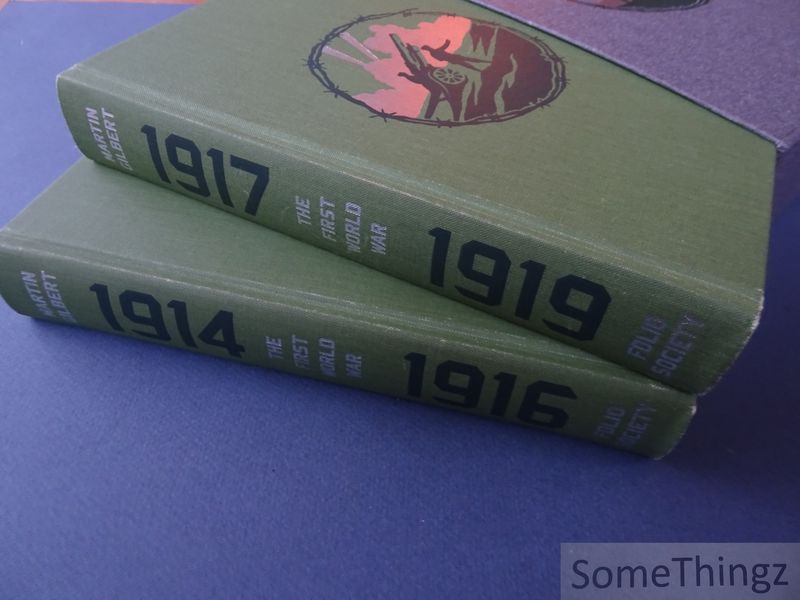 MARTIN
GILBERT
1917
THE
FIRST
WORLD
WAR
1919
FOLIO
SOCIETY
MARTIN
GILBERT
1914
THE
FIRST
WORLD
WAR
1916
FOLIO
SOCIETY
SomeThingz